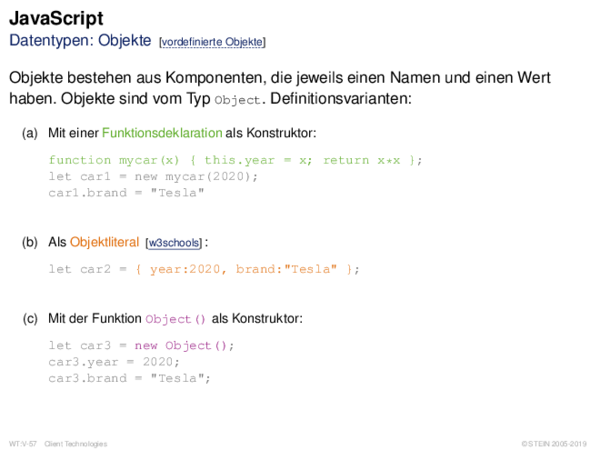 JavaScript
Datentypen: Objekte [vordefinierte Objekte]
Objekte bestehen aus Komponenten, die jeweils einen Namen und einen Wert
haben. Objekte sind vom Typ Object. Definitionsvarianten:
(a) Mit einer Funktionsdeklaration als Konstruktor:
function mycar(x) { this.year = x; return x*x };
let car1 = new mycar(2020);
car1.brand = "Tesla"
(b) Als Objektliteral [w3schools] :
let car2 = { year:2020, brand:"Tesla" };
(c) Mit der Funktion Object() als Konstruktor:
let car3 = new Object();
car3.year = 2020;
car3.brand = "Tesla";
WT:V-57 Client Technologies © STEIN 2005-2019